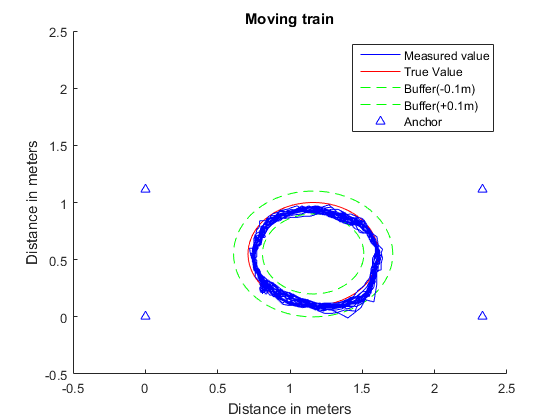 Moving train
Measured value
True Value
Buffer(-0.1m)
Buffer(+0.1m)
Anchor
Distance in meters
2.5
2
1.5
1
0.5
0
-0.5
-0.5
0
0.5
1
1.5
2
2.5
Distance in meters